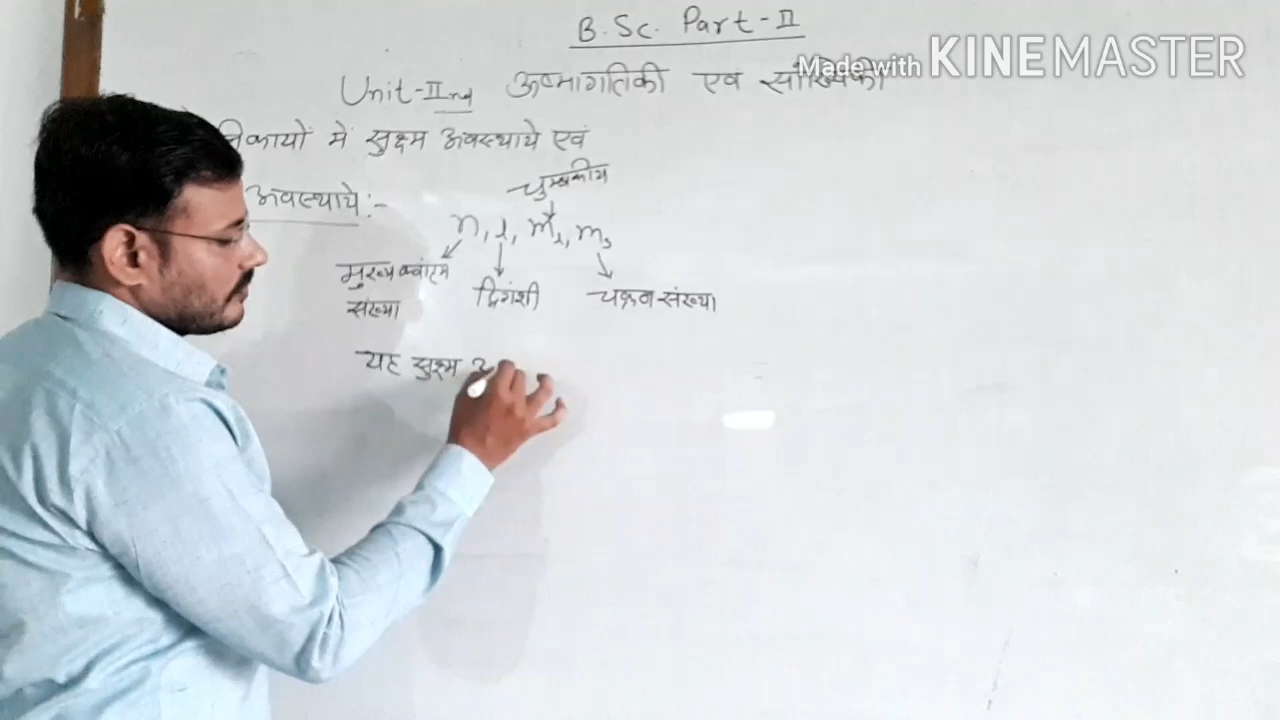 B.Sc. Part-II
Made with KINEMASTER
Unit-IInd ऊष्मागतिकी एवं सांख्यिकी
निकायों में सुक्ष्म अवस्थाये एवं
अवस्थाये:-
चुम्बकीय
n, l, ml, ms
मुख्य क्वांटम
संख्या
द्विगंशी
चक्रन संख्या
यह सुक्ष्म